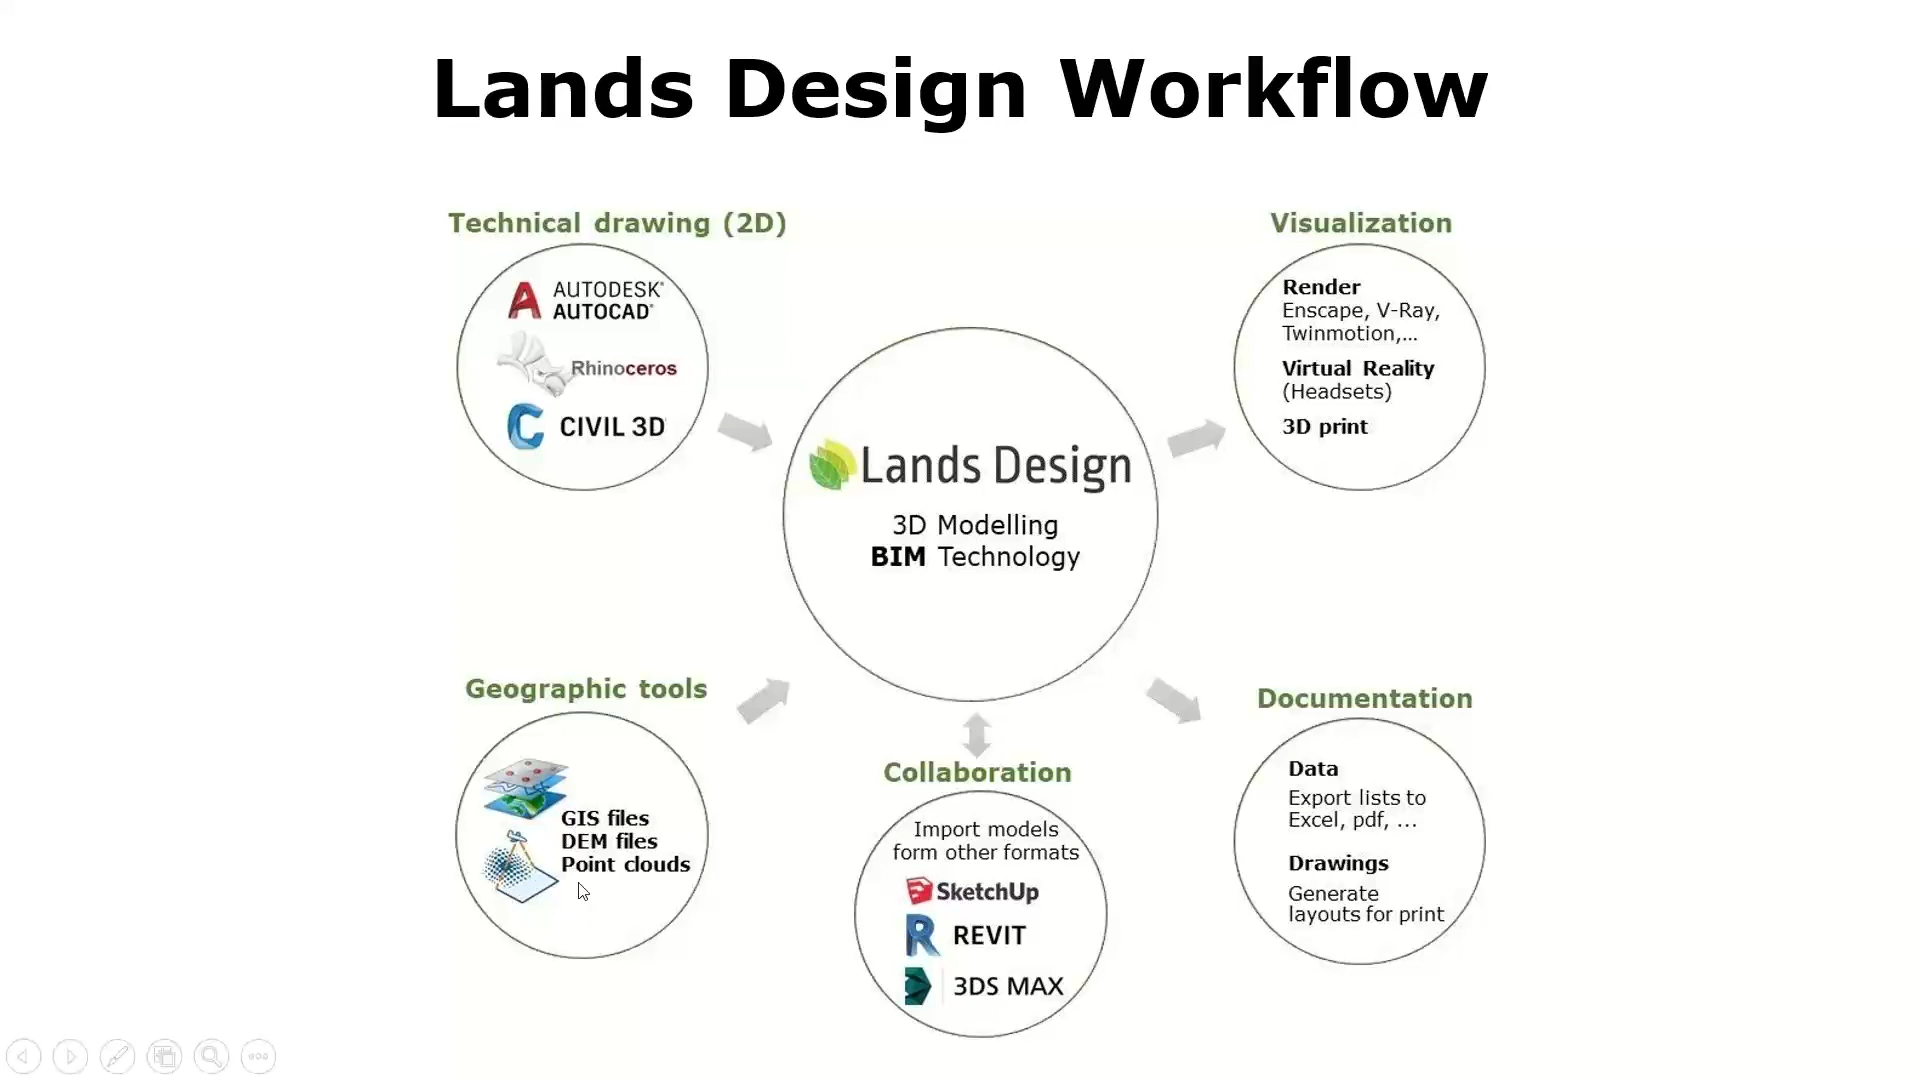 Lands Design Workflow
Technical drawing (2D)
AUTODESK®
AUTOCAD®
Rhinoceros
CIVIL 3D
Visualization
Render
Enscape, V-Ray,
Twinmotion,...
Virtual Reality
(Headsets)
3D print
Lands Design
3D Modelling
BIM Technology
Geographic tools
GIS files
DEM files
Point clouds
Collaboration
Import models
form other formats
SketchUp
REVIT
3DS MAX
Documentation
Data
Export lists to
Excel, pdf, ...
Drawings
Generate
layouts for print